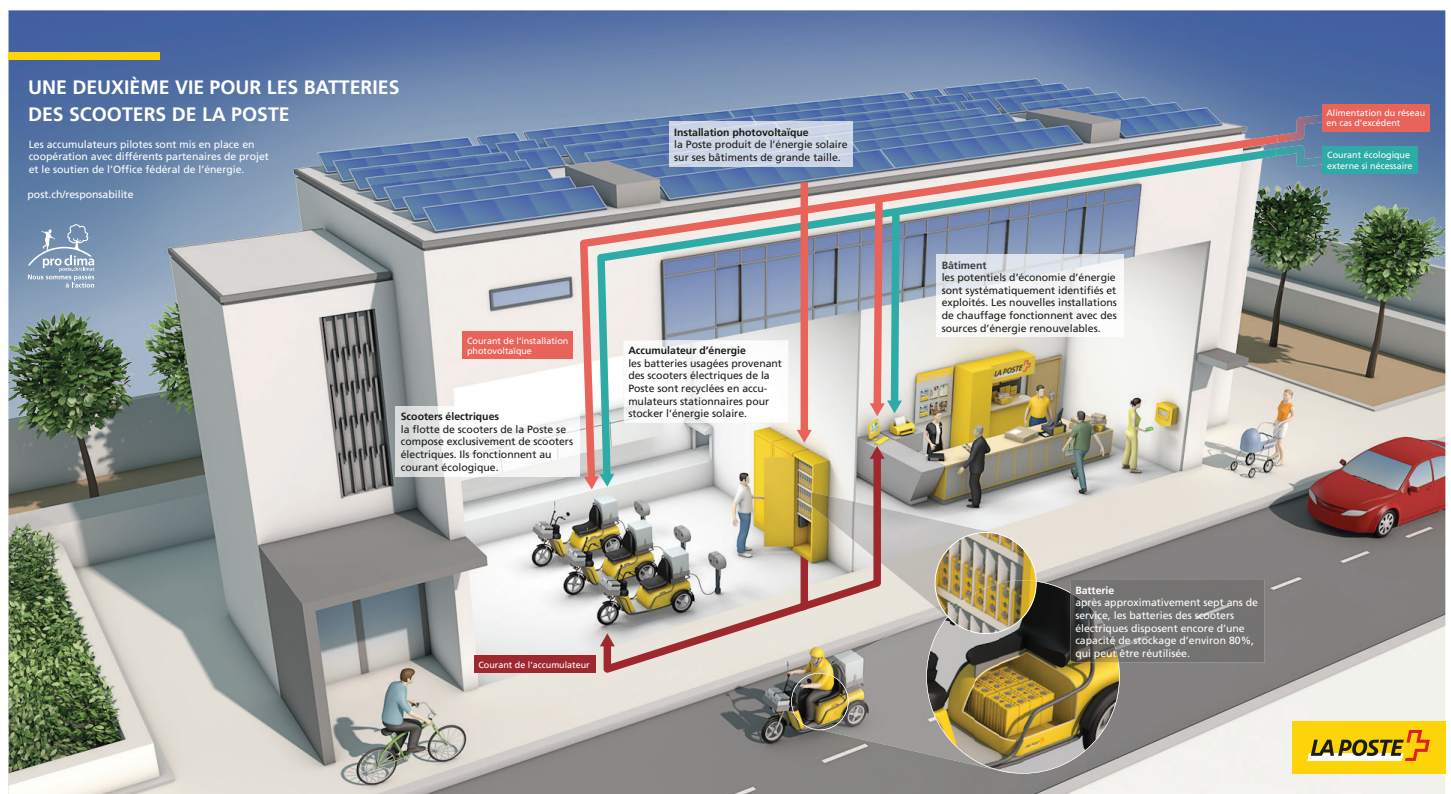 UNE DEUXIÈME VIE POUR LES BATTERIES
DES SCOOTERS DE LA POSTE
Les accumulateurs pilotes sont mis en place en
coopération avec différents partenaires de projet
et le soutien de l'Office fédéral de l'énergie.
post.ch/responsabilite
pro clima
poste.ch/climat
Nous sommes passés
à l'action
Installation photovoltaïque
la Poste produit de l'énergie solaire
sur ses bâtiments de grande taille.
Alimentation du réseau
en cas d'excédent
Courant écologique
externe si nécessaire
Bâtiment
les potentiels d'économie d'énergie
sont systématiquement identifiés et
exploités. Les nouvelles installations
de chauffage fonctionnent avec des
sources d'énergie renouvelables.
Courant de l'installation
photovoltaïque
Accumulateur d'énergie
les batteries usagées provenant
des scooters électriques de la
Poste sont recyclées en accu-
mulateurs stationnaires pour
stocker l'énergie solaire.
Scooters électriques
la flotte de scooters de la Poste se
compose exclusivement de scooters
électriques. Ils fonctionnent au
courant écologique.
LA POSTE
Batterie
après approximativement sept ans de
service, les batteries des scooters
électriques disposent encore d'une
capacité de stockage d'environ 80%,
qui peut être réutilisée.
Courant de l'accumulateur
LA POSTE